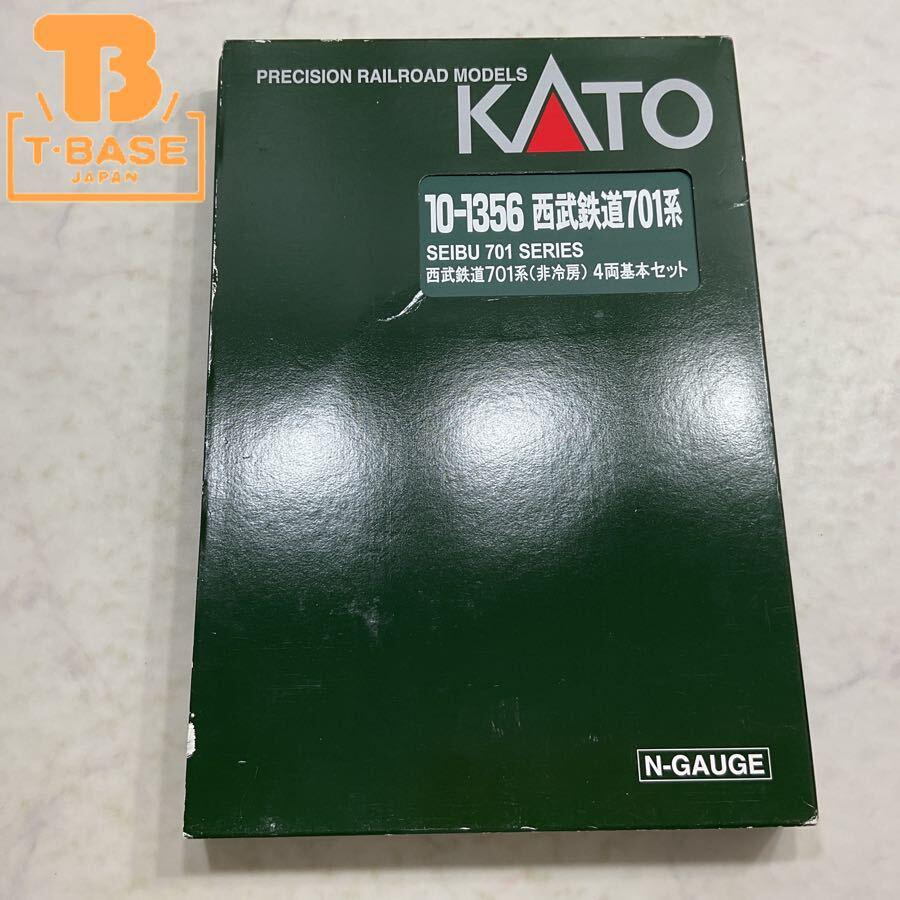 B
T·BASE
JAPAN
PRECISION RAILROAD MODELS
KATO
10-1356 西武鉄道701系
SEIBU 701 SERIES
西武鉄道701系(非冷房) 4両基本セット
N-GAUGE